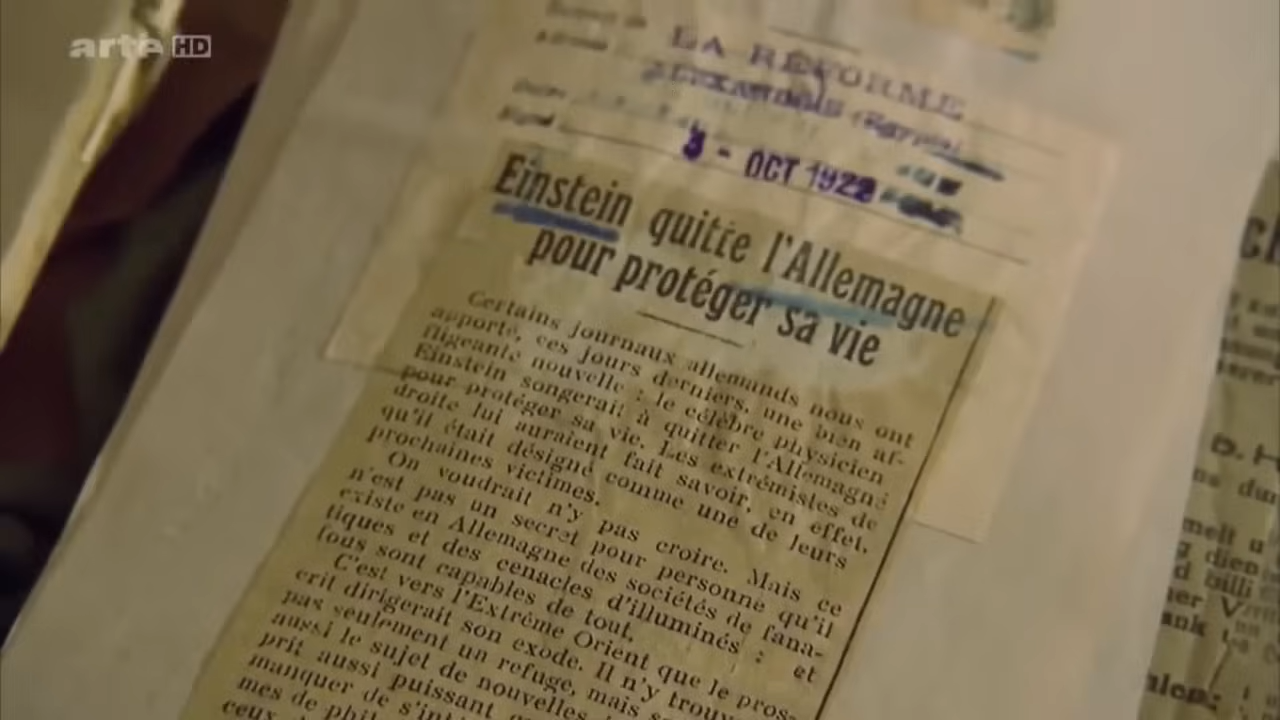 arte HD
LA RÉFORME
ALEXANDRIE (Egypte)
3 - OCT 1922
Einstein quitte l'Allemagne
pour protéger sa vie
Certains journaux allemands nous ont
apporté, ces jours derniers, une bien af-
fligeante nouvelle : le célèbre physicien
Einstein songerait à quitter l'Allemagne
pour protéger sa vie. Les extrémistes de
droite lui auraient fait savoir, en effet,
qu'il était désigné comme une de leurs
prochaines victimes.
On voudrait n'y pas croire. Mais ce
n'est pas un secret pour personne qu'il
existe en Allemagne des sociétés de fana-
tiques et des cenacles d'illuminés : et
tous sont capables de tout.
C'est vers l'Extrême Orient que le pros-
crit dirigerait son exode. Il n'y trouv
pas seulement un refuge, mais
aussi le sujet de nouvelles
prit aussi puissant
manquer de s'int
mes de phil
ceux
D. H